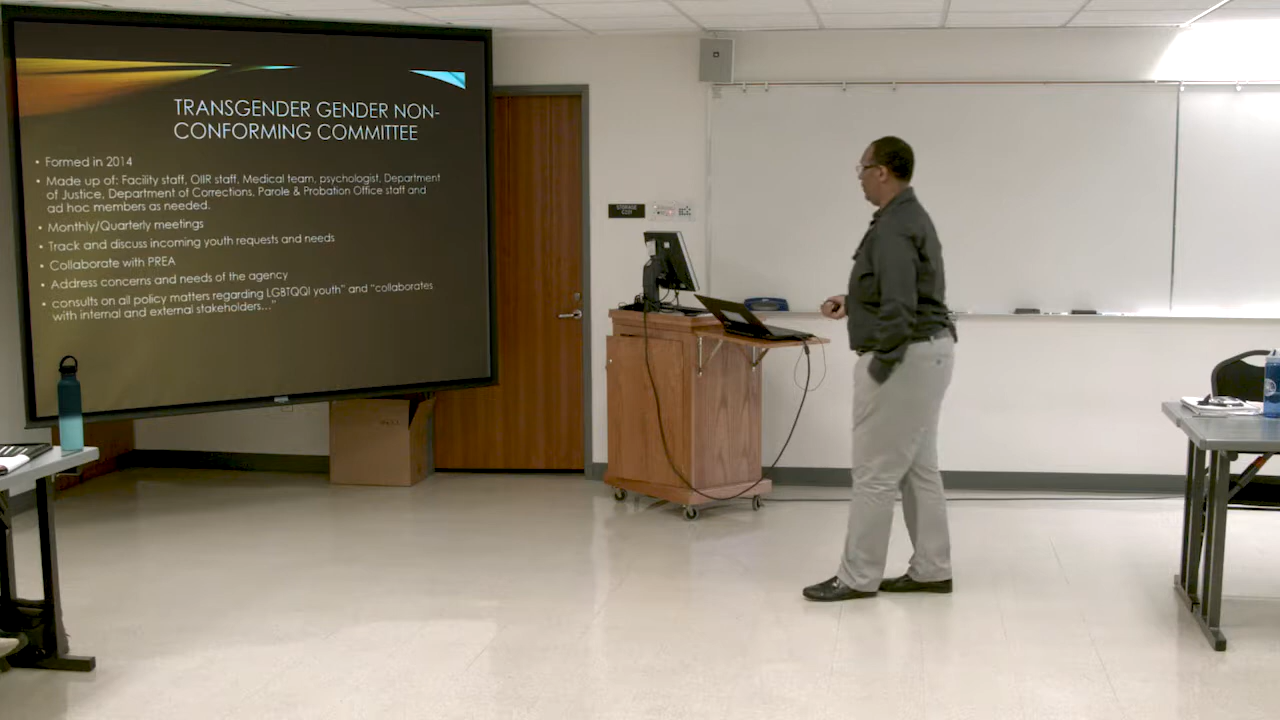 TRANSGENDER GENDER NON-
CONFORMING COMMITTEE
• Formed in 2014
• Made up of: Facility staff, OIIR staff, Medical team, psychologist, Department
of Justice, Department of Corrections, Parole & Probation Office staff and
ad hoc members as needed.
• Monthly/Quarterly meetings
• Track and discuss incoming youth requests and needs
• Collaborate with PREA
• Address concerns and needs of the agency
• consults on all policy matters regarding LGBTQQI youth” and “collaborates
with internal and external stakeholders…”
STORAGE